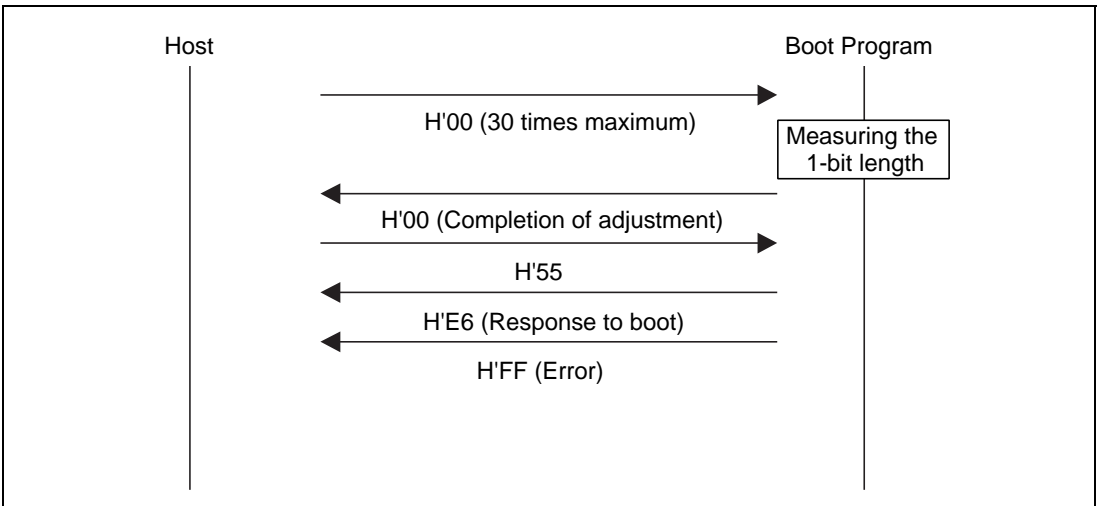 Host
Boot Program
H'00 (30 times maximum)
Measuring the
1-bit length
H'00 (Completion of adjustment)
H'55
H'E6 (Response to boot)
H'FF (Error)